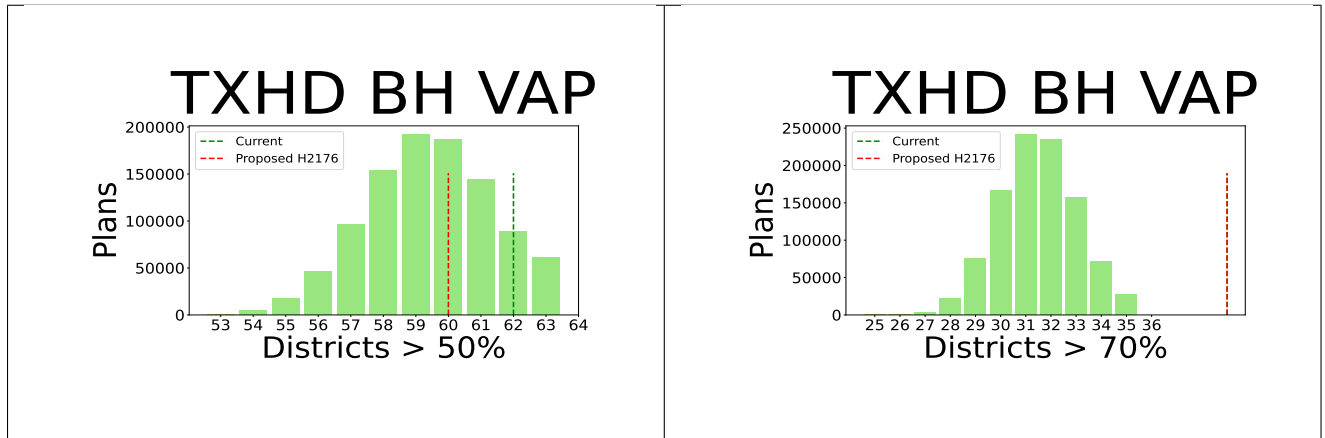 TXHD BH VAP
200000
150000
100000
50000
0
Plans
Current
Proposed H2176
53 54 55 56 57 58 59 60 61 62 63 64
Districts > 50%
TXHD BH VAP
250000
200000
150000
100000
50000
0
Plans
Current
Proposed H2176
25 26 27 28 29 30 31 32 33 34 35 36
Districts > 70%